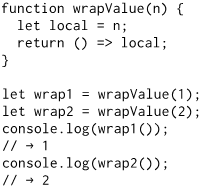 function wrapValue(n) {
  let local = n;
  return () => local;
}

let wrap1 = wrapValue(1);
let wrap2 = wrapValue(2);
console.log(wrap1());
// → 1
console.log(wrap2());
// → 2